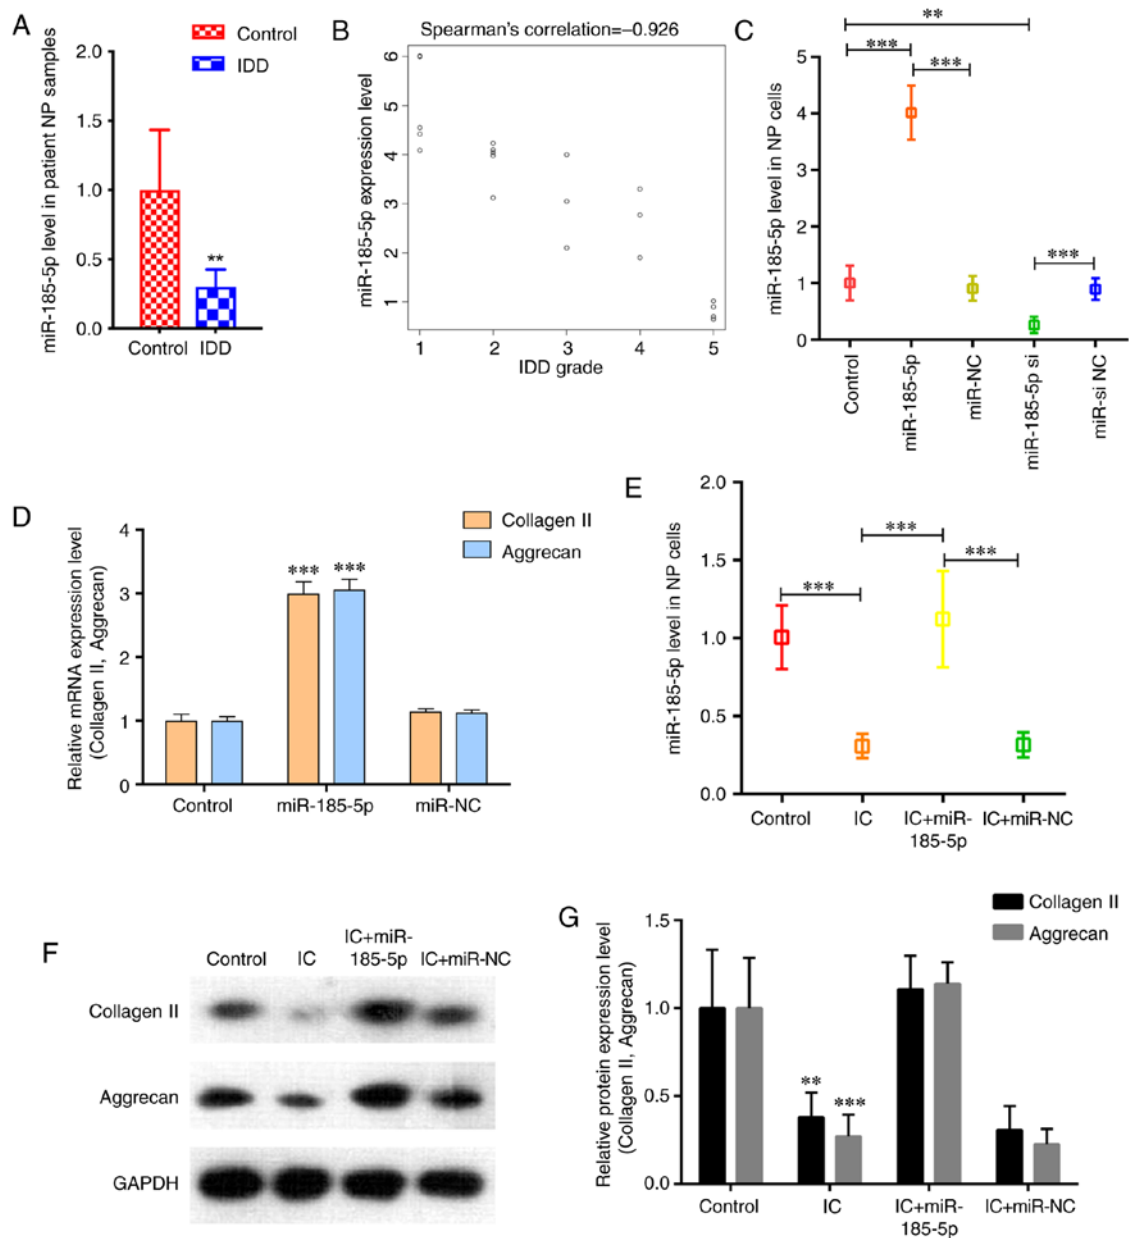 A
miR-185-5p level in patient NP samples
2.0
1.5
1.0
0.5
0.0
Control
IDD
**
Control IDD
B
Spearman's correlation=–0.926
miR-185-5p expression level
6
5
4
3
2
1
1 2 3 4 5
IDD grade
C
miR-185-5p level in NP cells
5
4
3
2
1
0
**
***
***
***
Control
miR-185-5p
miR-NC
miR-185-5p si
miR-si NC
D
Relative mRNA expression level
(Collagen II, Aggrecan)
4
3
2
1
0
Collagen II
Aggrecan
*** ***
Control miR-185-5p miR-NC
E
miR-185-5p level in NP cells
2.0
1.5
1.0
0.5
0.0
***
***
***
Control IC IC+miR- IC+miR-NC
185-5p
F
IC+miR-
Control IC 185-5p IC+miR-NC
Collagen II
Aggrecan
GAPDH
G
Relative protein expression level
(Collagen II, Aggrecan)
1.5
1.0
0.5
0.0
Collagen II
Aggrecan
**
***
Control IC IC+miR- IC+miR-NC
185-5p